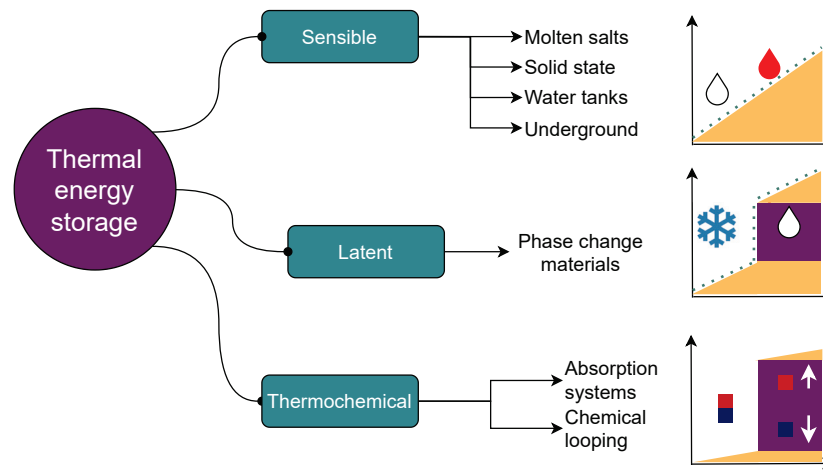 Thermal
energy
storage
Sensible
Molten salts
Solid state
Water tanks
Underground
Latent
Phase change
materials
Thermochemical
Absorption
systems
Chemical
looping